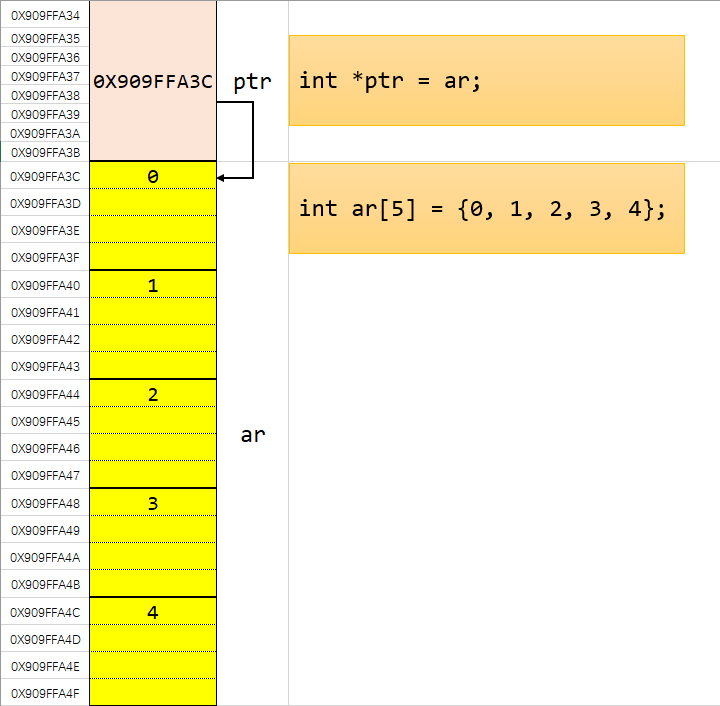 0X909FFA34
0X909FFA35
0X909FFA36
0X909FFA37
0X909FFA38
0X909FFA39
0X909FFA3A
0X909FFA3B
0X909FFA3C
ptr
int *ptr = ar;
0X909FFA3C 0
0X909FFA3D
0X909FFA3E
0X909FFA3F
int ar[5] = {0, 1, 2, 3, 4};
0X909FFA40 1
0X909FFA41
0X909FFA42
0X909FFA43
0X909FFA44 2
0X909FFA45
0X909FFA46
0X909FFA47
ar
0X909FFA48 3
0X909FFA49
0X909FFA4A
0X909FFA4B
0X909FFA4C 4
0X909FFA4D
0X909FFA4E
0X909FFA4F